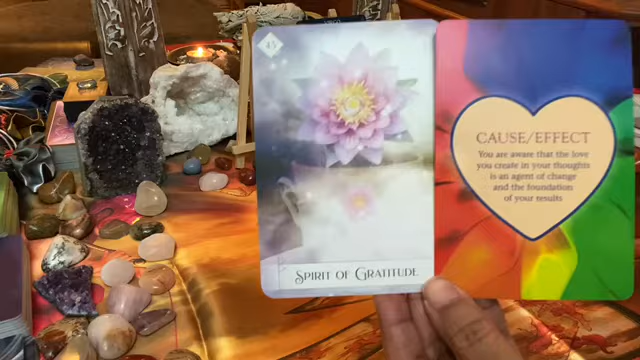 45
SPIRIT OF GRATITUDE
CAUSE/EFFECT
You are aware that the love
you create in your thoughts
is an agent of change
and the foundation
of your results